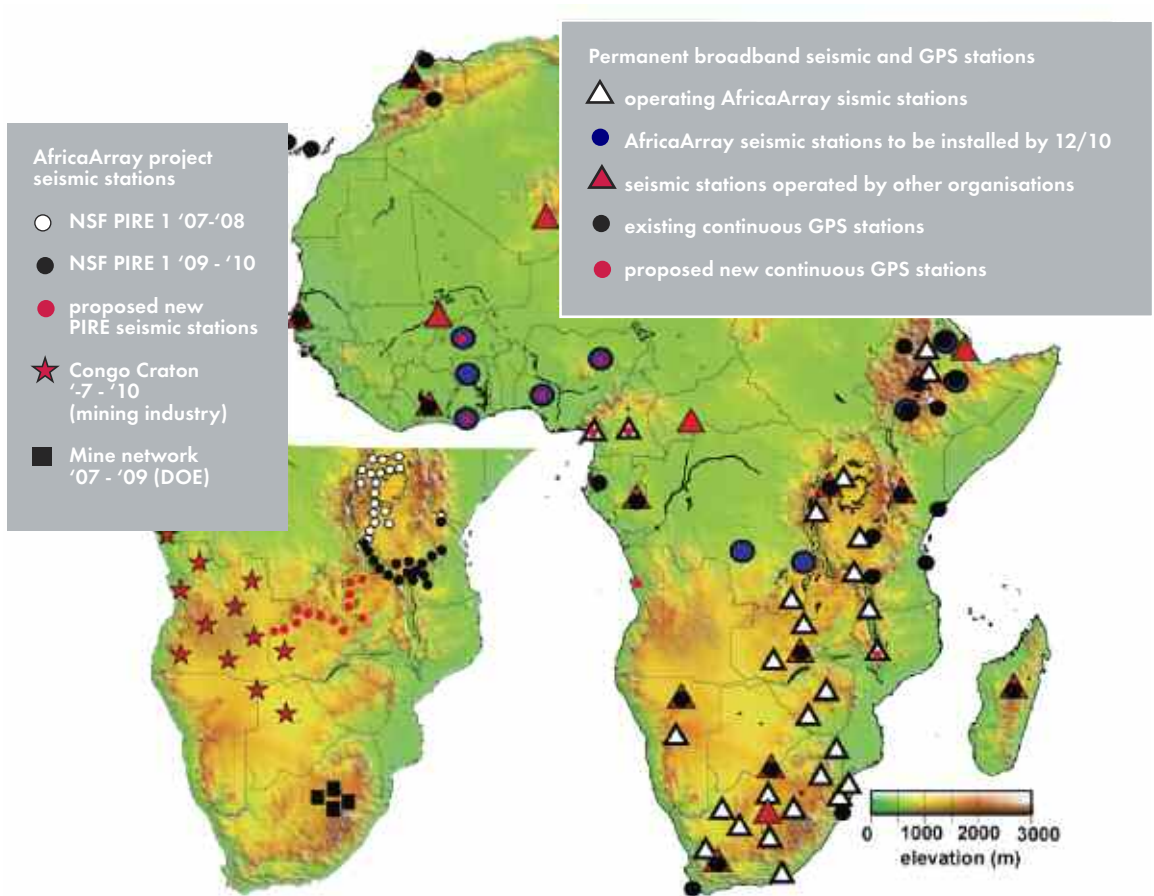 Permanent broadband seismic and GPS stations
operating AfricaArray sismic stations
AfricaArray seismic stations to be installed by 12/10
seismic stations operated by other organisations
existing continuous GPS stations
proposed new continuous GPS stations
AfricaArray project
seismic stations
NSF PIRE 1 ‘07-‘08
NSF PIRE 1 ‘09 - ‘10
proposed new
PIRE seismic stations
Congo Craton
‘-7 - ‘10
(mining industry)
Mine network
‘07 - ‘09 (DOE)
0 1000 2000 3000
elevation (m)